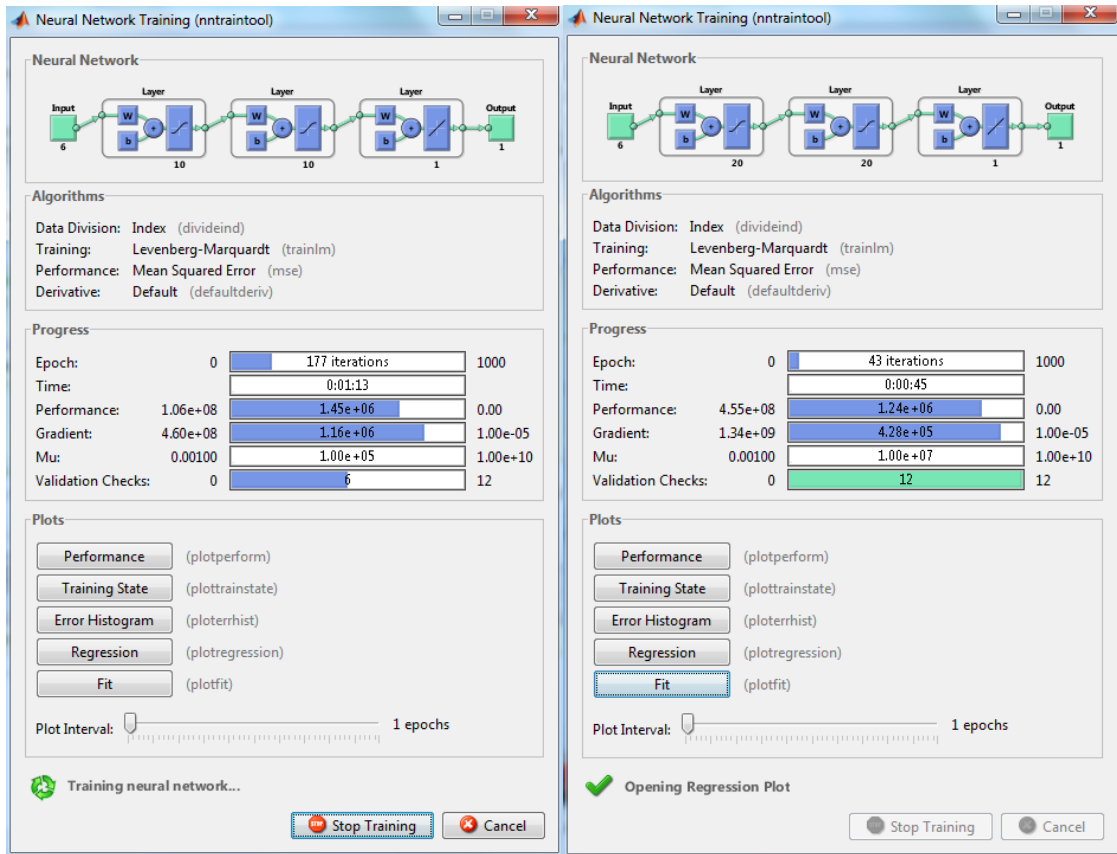 Neural Network Training (nntraintool)
Neural Network
Layer Layer Layer
Input W W W Output
b + b + b +
6 10 10 1 1
Algorithms
Data Division: Index (divideind)
Training: Levenberg-Marquardt (trainlm)
Performance: Mean Squared Error (mse)
Derivative: Default (defaultderiv)
Progress
Epoch: 0 177 iterations 1000
Time: 0:01:13
Performance: 1.06e+08 1.45e+06 0.00
Gradient: 4.60e+08 1.16e+06 1.00e-05
Mu: 0.00100 1.00e+05 1.00e+10
Validation Checks: 0 6 12
Plots
Performance (plotperform)
Training State (plottrainstate)
Error Histogram (ploterrhist)
Regression (plotregression)
Fit (plotfit)
Plot Interval: 1 epochs
Training neural network...
STOP Stop Training Cancel
Neural Network Training (nntraintool)
Neural Network
Layer Layer Layer
Input W W W Output
b + b + b +
6 20 20 1 1
Algorithms
Data Division: Index (divideind)
Training: Levenberg-Marquardt (trainlm)
Performance: Mean Squared Error (mse)
Derivative: Default (defaultderiv)
Progress
Epoch: 0 43 iterations 1000
Time: 0:00:45
Performance: 4.55e+08 1.24e+06 0.00
Gradient: 1.34e+09 4.28e+05 1.00e-05
Mu: 0.00100 1.00e+07 1.00e+10
Validation Checks: 0 12 12
Plots
Performance (plotperform)
Training State (plottrainstate)
Error Histogram (ploterrhist)
Regression (plotregression)
Fit (plotfit)
Plot Interval: 1 epochs
Opening Regression Plot
STOP Stop Training Cancel